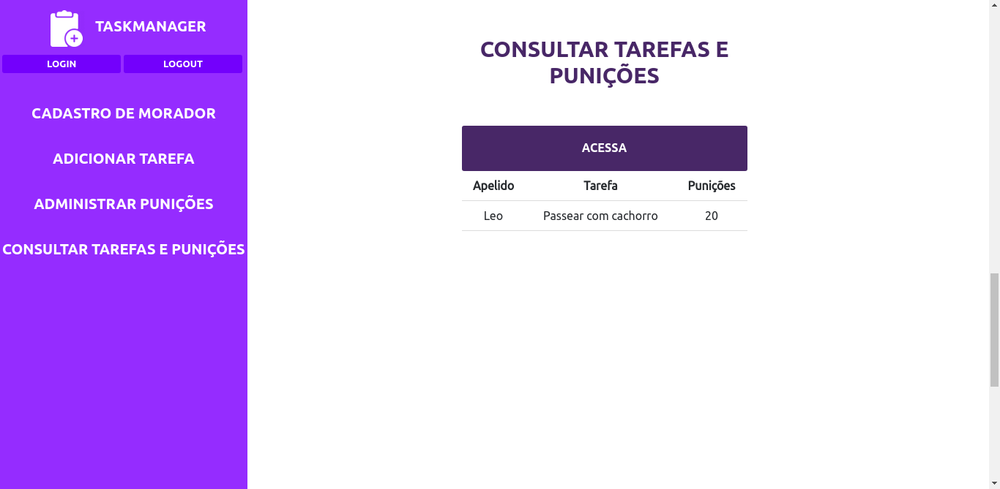 TASKMANAGER
LOGIN LOGOUT
CADASTRO DE MORADOR
ADICIONAR TAREFA
ADMINISTRAR PUNIÇÕES
CONSULTAR TAREFAS E PUNIÇÕES
CONSULTAR TAREFAS E
PUNIÇÕES
ACESSA
Apelido Tarefa Punições
Leo Passear com cachorro 20